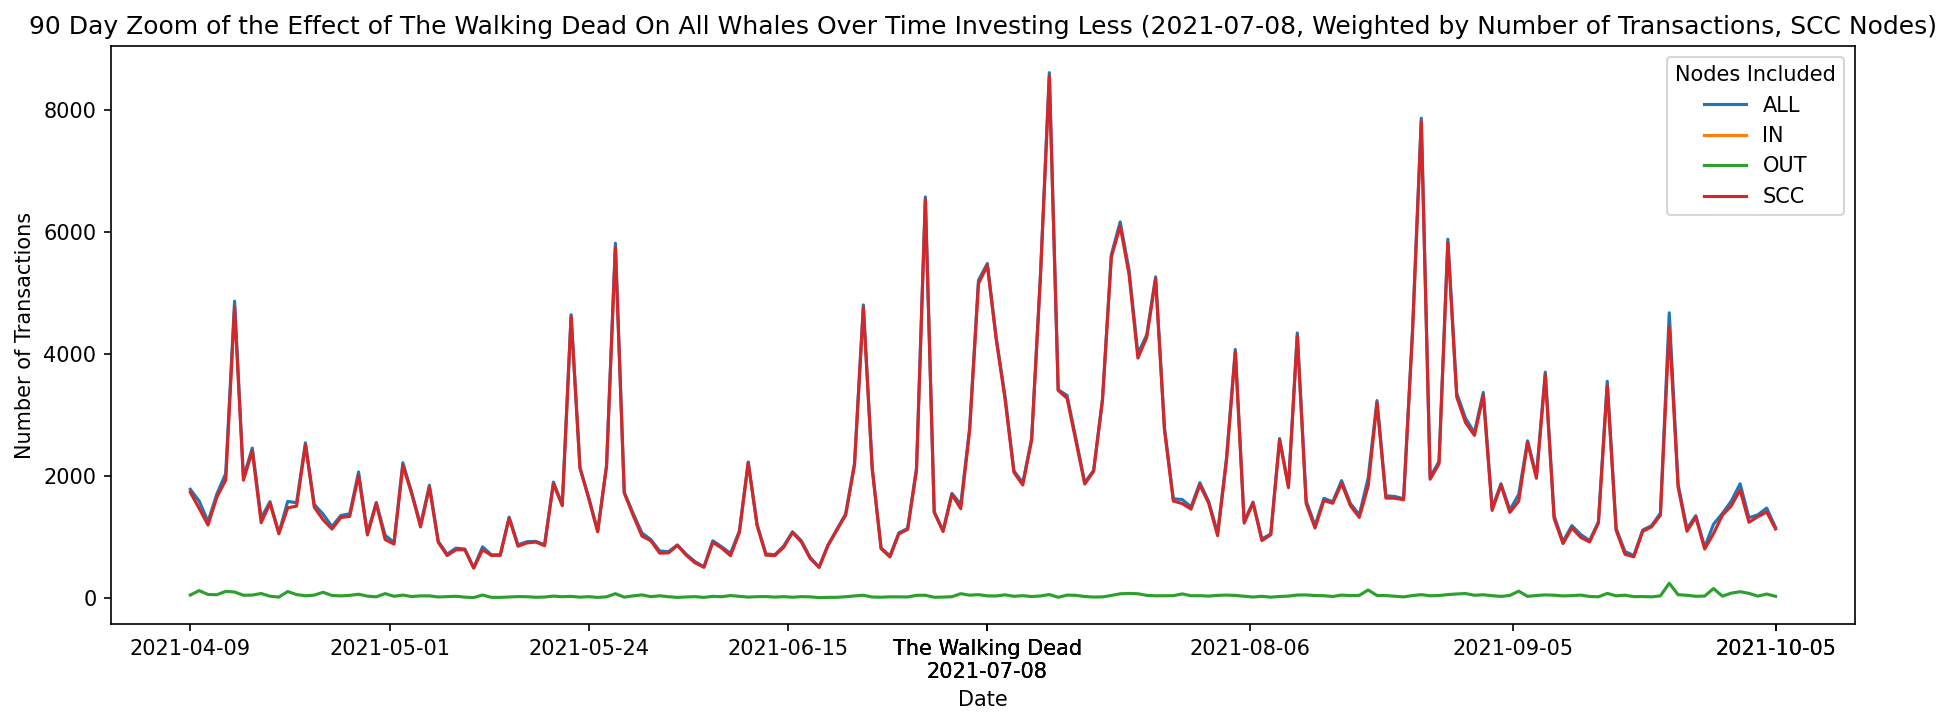 90 Day Zoom of the Effect of The Walking Dead On All Whales Over Time Investing Less (2021-07-08, Weighted by Number of Transactions, SCC Nodes)
Nodes Included
ALL
IN
OUT
SCC
Number of Transactions
8000
6000
4000
2000
0
2021-04-09
2021-05-01
2021-05-24
2021-06-15
The Walking Dead
2021-07-08
2021-08-06
2021-09-05
2021-10-05
Date